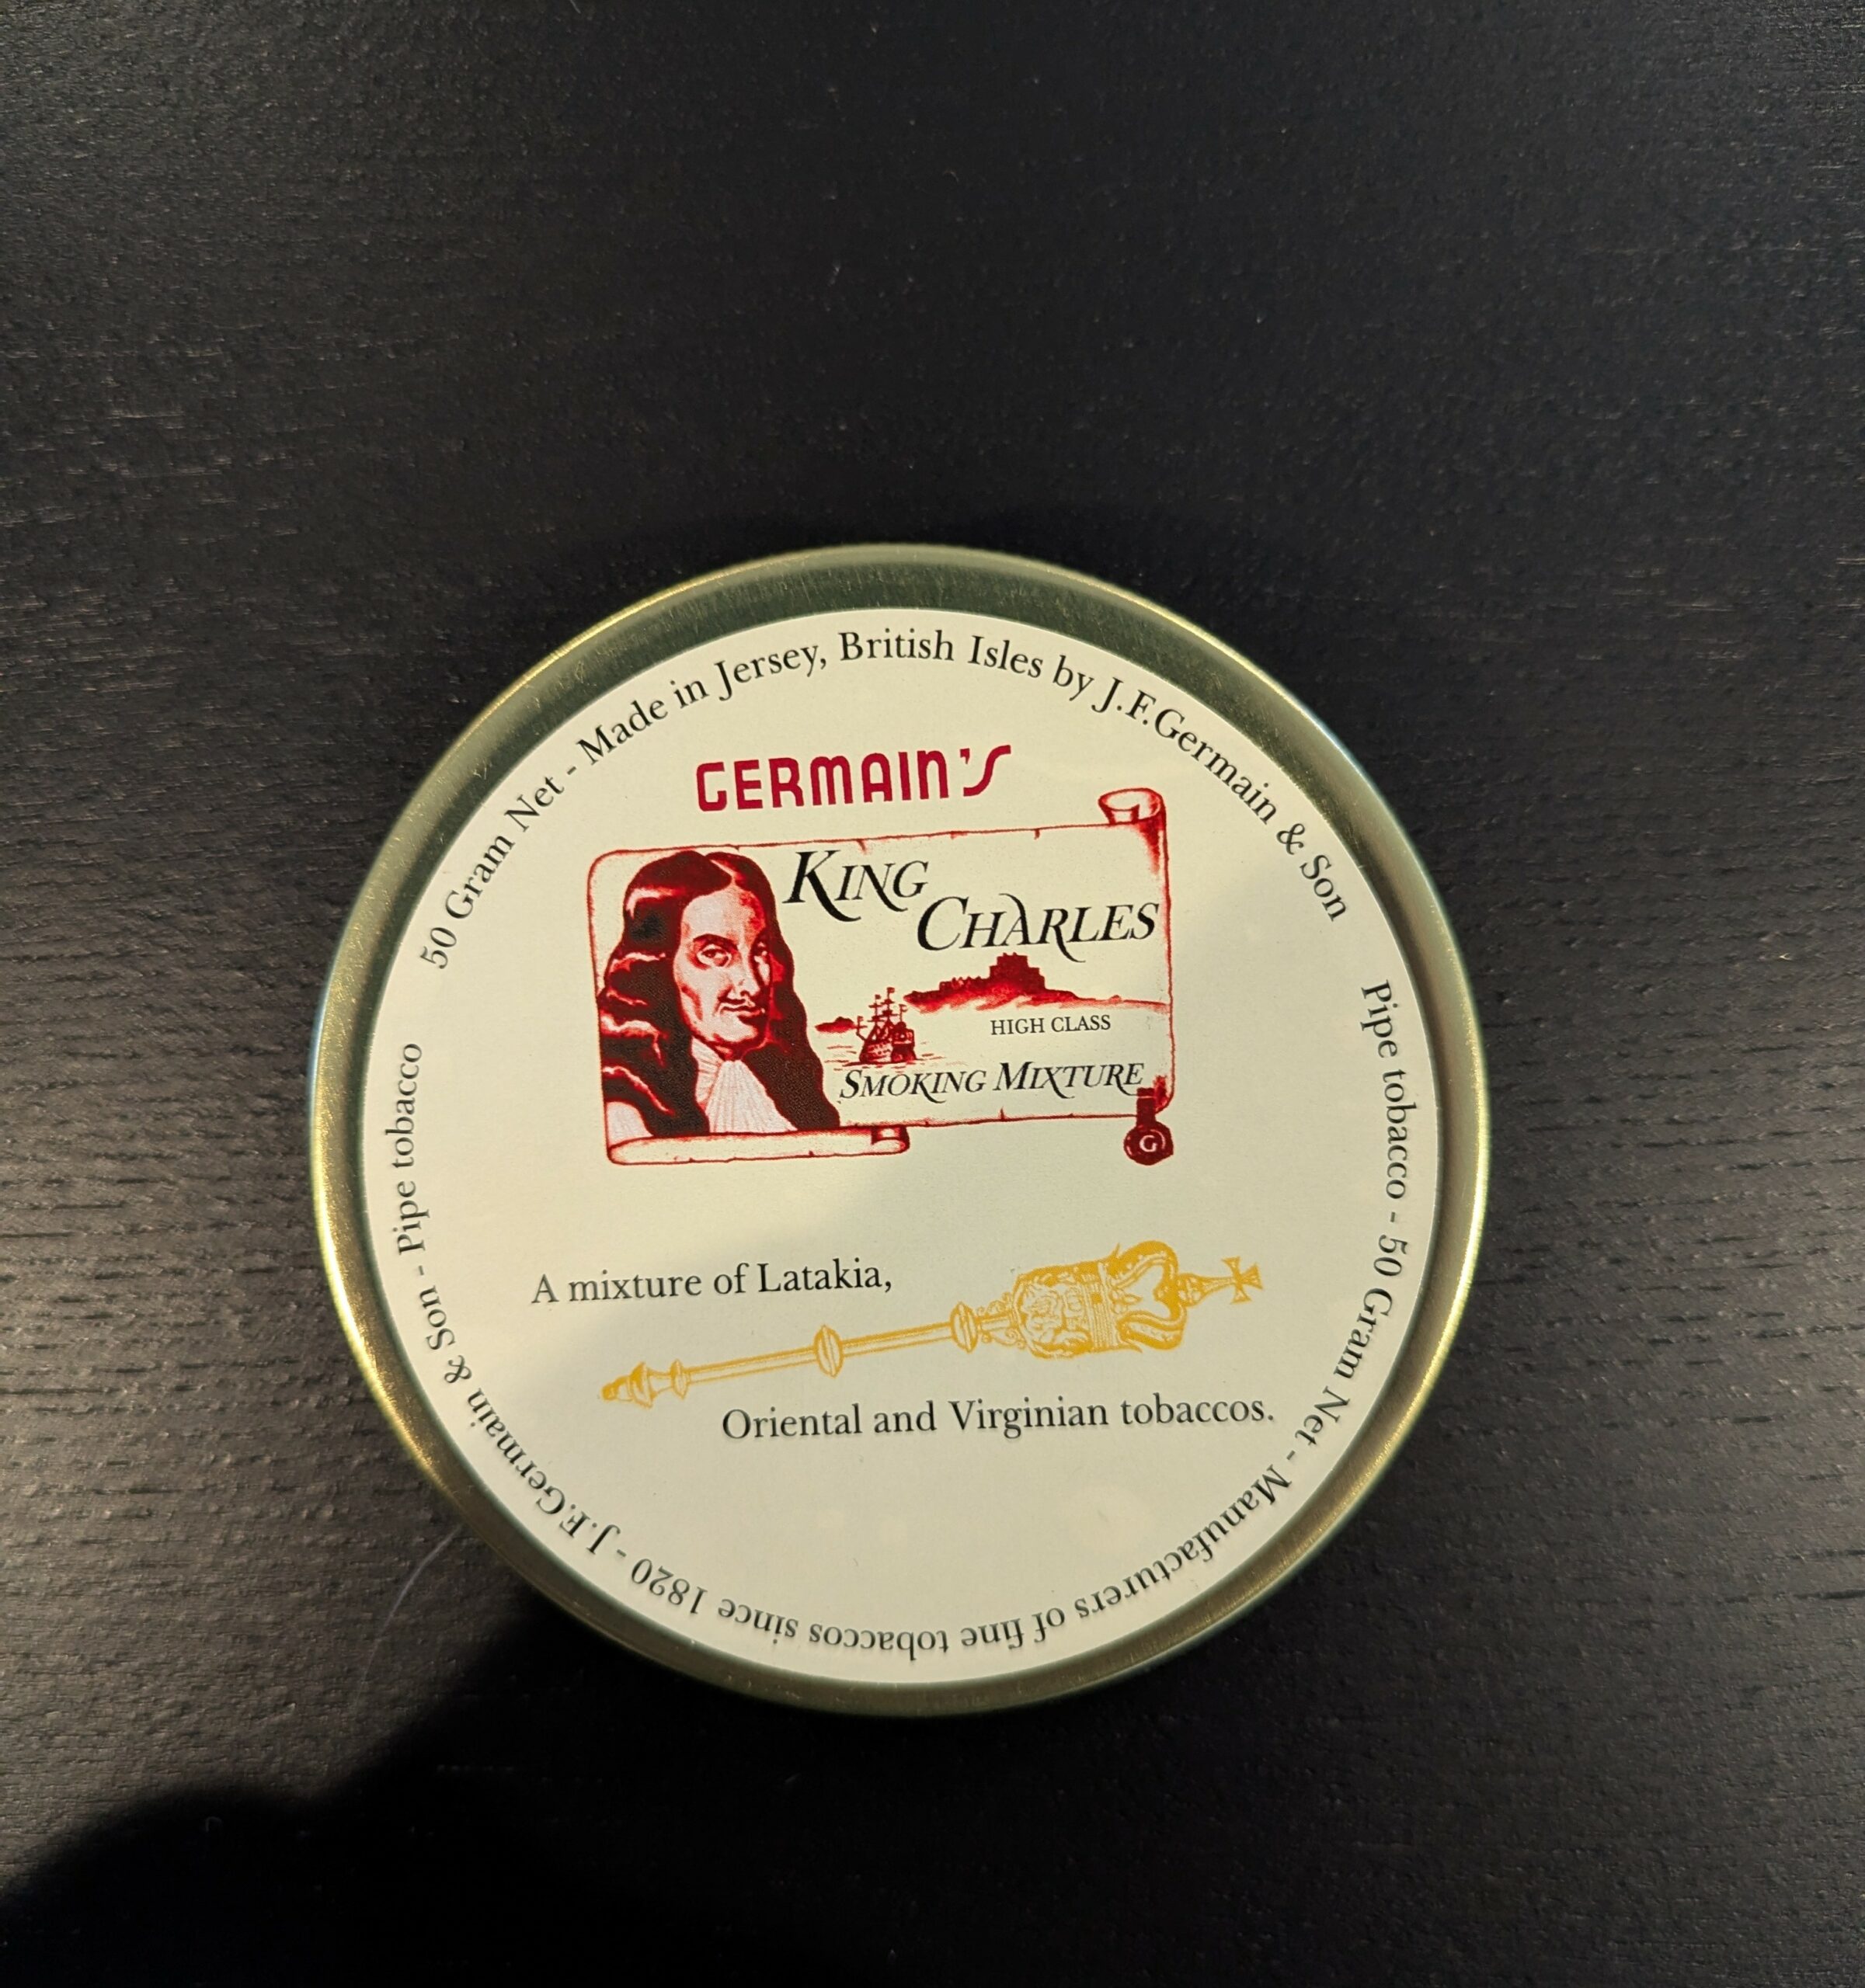 50 Gram Net - Made in Jersey, British Isles by J.F.Germain & Son
GERMAIN'S
KING
CHARLES
HIGH CLASS
SMOKING MIXTURE
G
A mixture of Latakia,
Oriental and Virginian tobaccos.
Pipe tobacco - 50 Gram Net - Manufacturers of fine tobaccos since 1820 - J.F.Germain & Son - Pipe tobacco